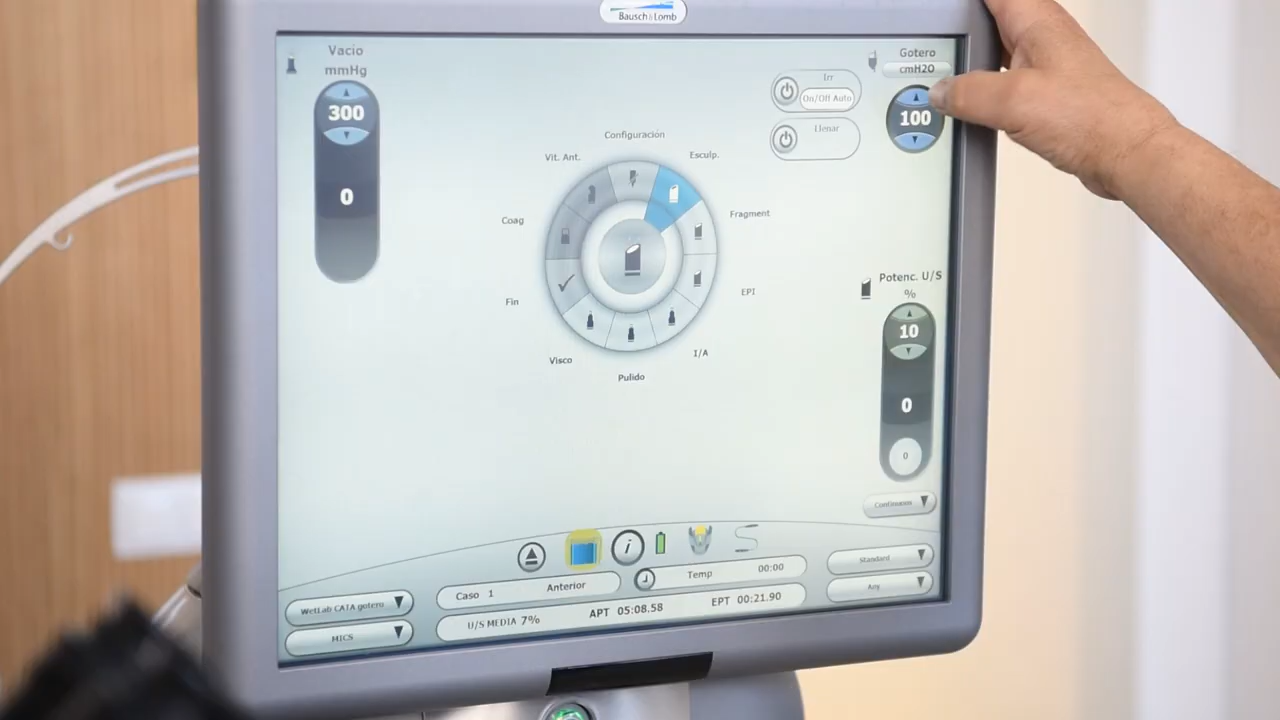 Bausch & Lomb
Vacío
mmHg
300
0
Gotero
cmH2O
100
Irr
On/Off Auto
Llenar
Configuración
Vit. Ant.
Esculp.
Coag
Fragment
Fin
EPI
Visco
I/A
Pulido
Potenc. U/S
%
10
0
0
Continuous
i
WetLab CATA gotero
MICS
Caso 1 Anterior
Temp 00:00
U/S MEDIA 7% APT 05:08.58 EPT 00:21.90
Standard
Any